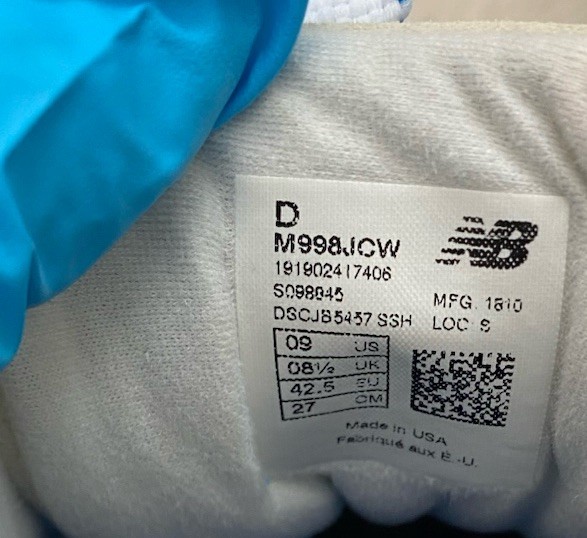 D
M998JCW
191902417406
S098845
DSCJB5457 SSH
MFG. 1810
LOC: S
09 US
08½ UK
42.5 EU
27 CM
Made in USA
Fabriqué aux É.-U.
NB